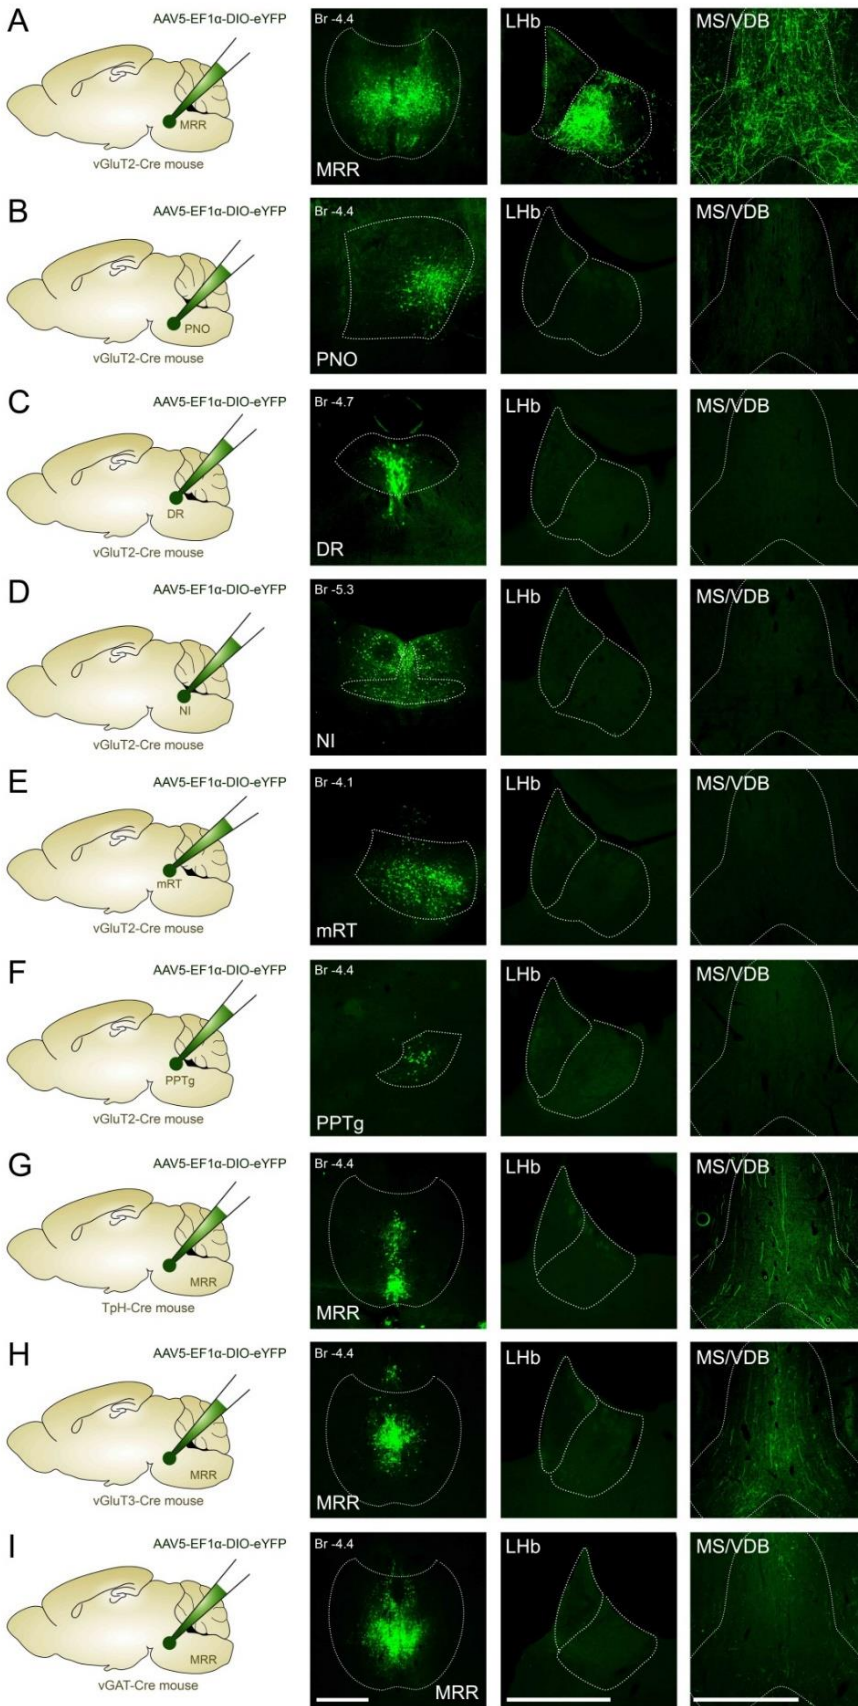 A
AAV5-EF1α-DIO-eYFP
MRR
vGluT2-Cre mouse
Br -4.4
MRR
LHb
MS/VDB
B
AAV5-EF1α-DIO-eYFP
PNO
vGluT2-Cre mouse
Br -4.4
PNO
LHb
MS/VDB
C
AAV5-EF1α-DIO-eYFP
DR
vGluT2-Cre mouse
Br -4.7
DR
LHb
MS/VDB
D
AAV5-EF1α-DIO-eYFP
NI
vGluT2-Cre mouse
Br -5.3
NI
LHb
MS/VDB
E
AAV5-EF1α-DIO-eYFP
mRT
vGluT2-Cre mouse
Br -4.1
mRT
LHb
MS/VDB
F
AAV5-EF1α-DIO-eYFP
PPTg
vGluT2-Cre mouse
Br -4.4
PPTg
LHb
MS/VDB
G
AAV5-EF1α-DIO-eYFP
MRR
TpH-Cre mouse
Br -4.4
MRR
LHb
MS/VDB
H
AAV5-EF1α-DIO-eYFP
MRR
vGluT3-Cre mouse
Br -4.4
MRR
LHb
MS/VDB
I
AAV5-EF1α-DIO-eYFP
MRR
vGAT-Cre mouse
Br -4.4
MRR
LHb
MS/VDB